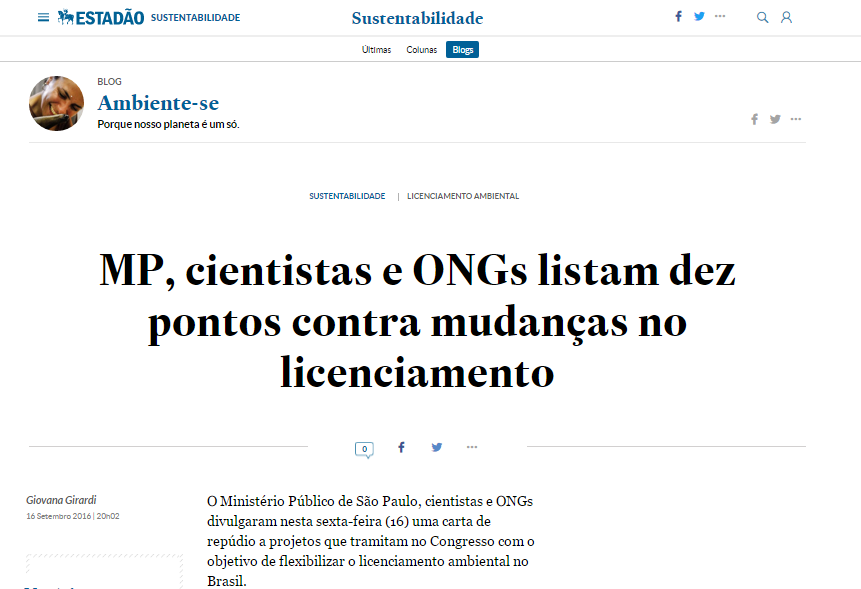 ESTADÃO SUSTENTABILIDADE
Sustentabilidade
Últimas Colunas Blogs
BLOG
Ambiente-se
Porque nosso planeta é um só.
SUSTENTABILIDADE | LICENCIAMENTO AMBIENTAL
MP, cientistas e ONGs listam dez
pontos contra mudanças no
licenciamento
0
Giovana Girardi
16 Setembro 2016 | 20h02
O Ministério Público de São Paulo, cientistas e ONGs
divulgaram nesta sexta-feira (16) uma carta de
repúdio a projetos que tramitam no Congresso com o
objetivo de flexibilizar o licenciamento ambiental no
Brasil.